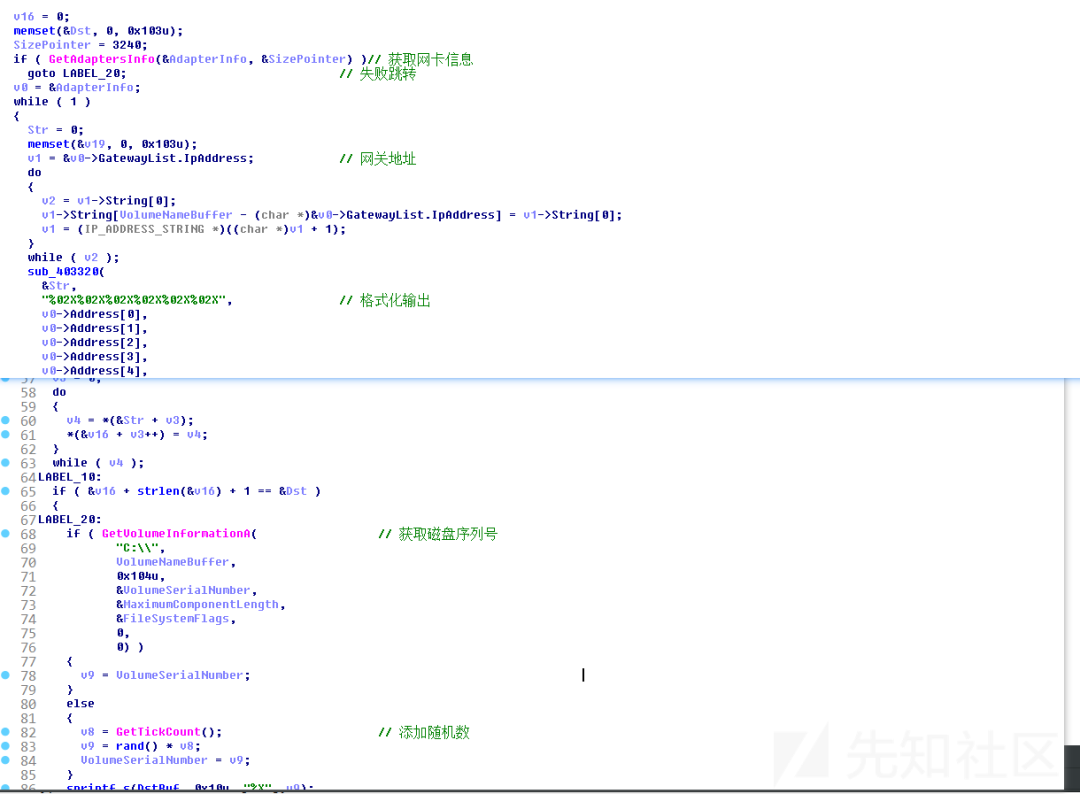 v16 = 0;
memset(&Dst, 0, 0x103u);
SizePointer = 3240;
if ( GetAdaptersInfo(&AdapterInfo, &SizePointer) )// 获取网卡信息
goto LABEL_20; // 失败跳转
v0 = &AdapterInfo;
while ( 1 )
{
Str = 0;
memset(&v19, 0, 0x103u);
v1 = &v0->GatewayList.IpAddress; // 网关地址
do
{
v2 = v1->String[0];
v1->String[VolumeNameBuffer - (char *)&v0->GatewayList.IpAddress] = v1->String[0];
v1 = (IP_ADDRESS_STRING *)((char *)v1 + 1);
}
while ( v2 );
sub_403320(
&Str,
"%02X%02X%02X%02X%02X%02X", // 格式化输出
v0->Address[0],
v0->Address[1],
v0->Address[2],
v0->Address[3],
v0->Address[4],
57 v3 = 0;
58 do
59 {
60 v4 = *(&Str + v3);
61 *(&v16 + v3++) = v4;
62 }
63 while ( v4 );
64 LABEL_10:
65 if ( &v16 + strlen(&v16) + 1 == &Dst )
66 {
67 LABEL_20:
68 if ( GetVolumeInformationA( // 获取磁盘序列号
69 "C:\\",
70 VolumeNameBuffer,
71 0x104u,
72 &VolumeSerialNumber,
73 &MaximumComponentLength,
74 &FileSystemFlags,
75 0,
76 0) )
77 {
78 v9 = VolumeSerialNumber;
79 }
80 else
81 {
82 v8 = GetTickCount(); // 添加随机数
83 v9 = rand() * v8;
84 VolumeSerialNumber = v9;
85 }
86 sprintf_s(DstBuf, 0x10u, "%X", v9);
先知社区